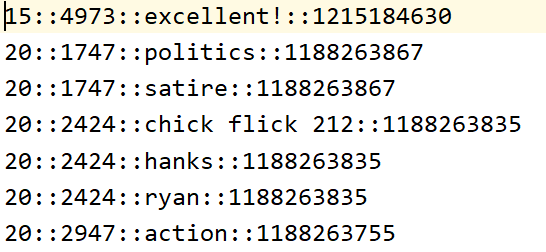 15::4973::excellent!::1215184630
20::1747::politics::1188263867
20::1747::satire::1188263867
20::2424::chick flick 212::1188263835
20::2424::hanks::1188263835
20::2424::ryan::1188263835
20::2947::action::1188263755